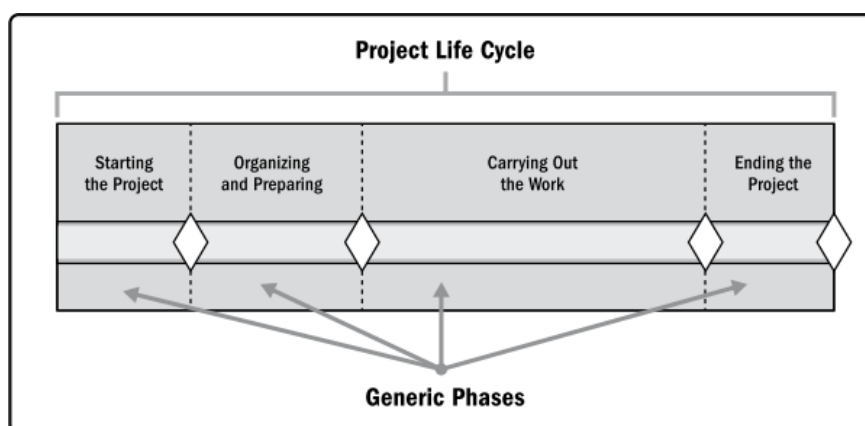 Project Life Cycle
Starting
the Project
Organizing
and Preparing
Carrying Out
the Work
Ending the
Project
Generic Phases